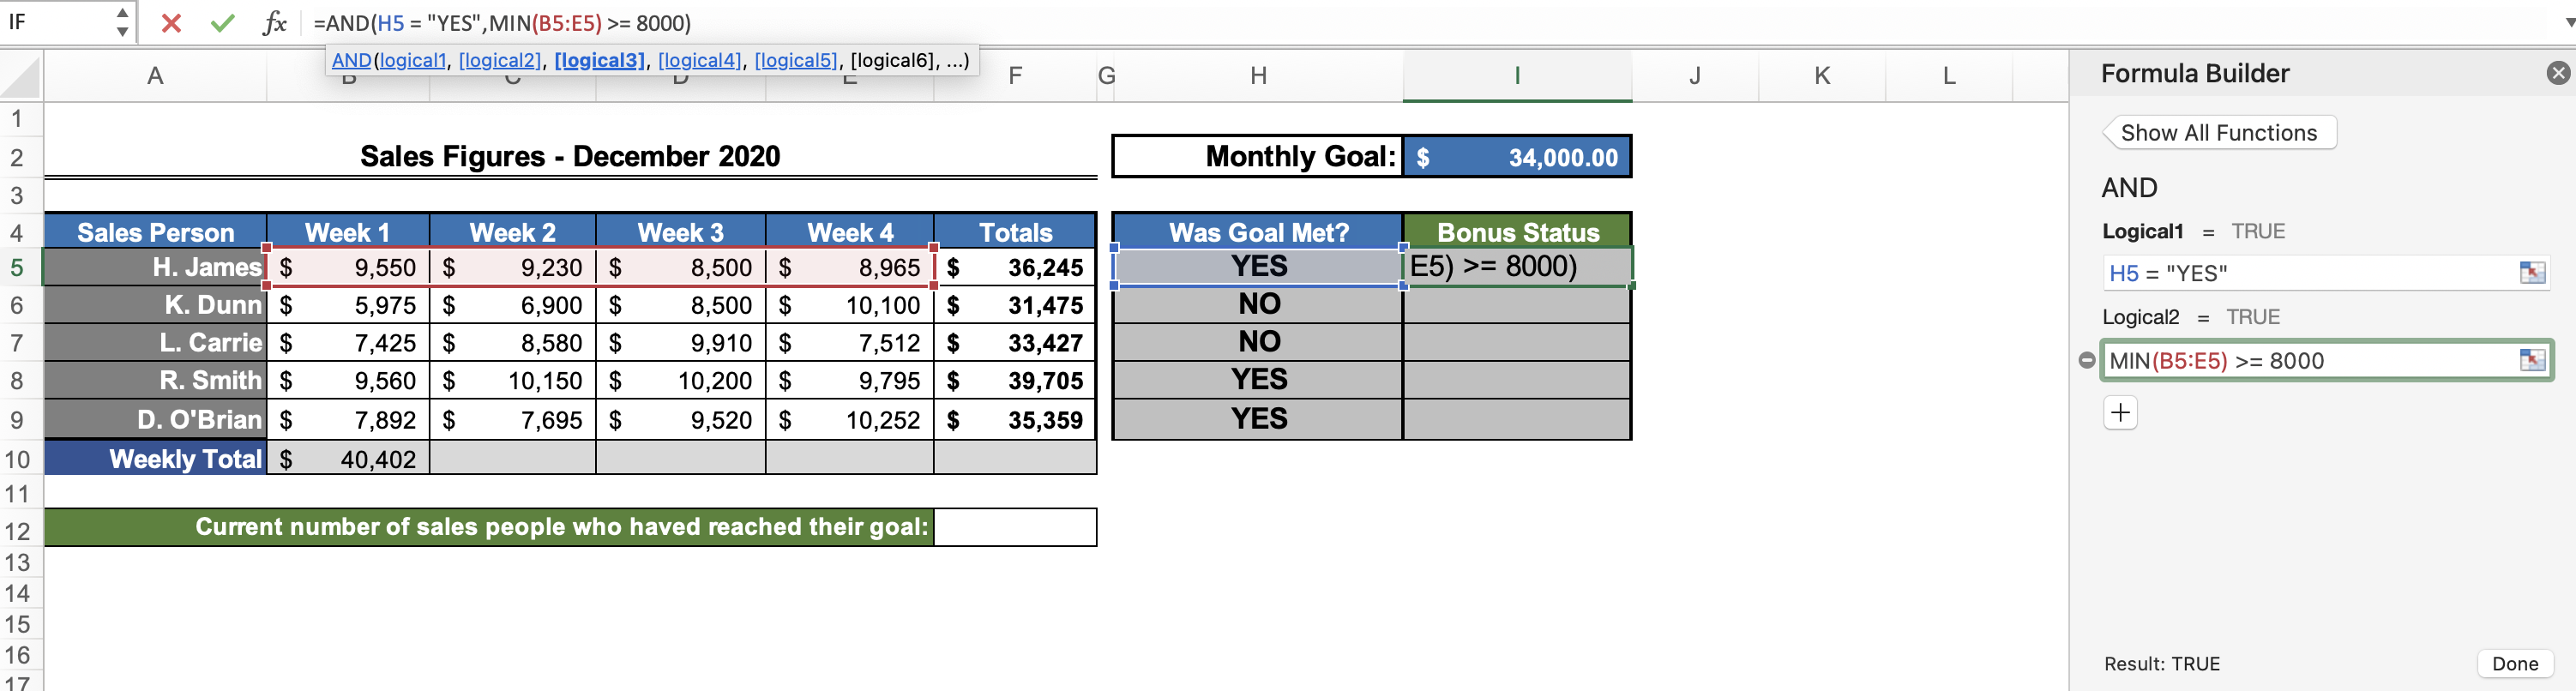 IF fx =AND(H5 = "YES",MIN(B5:E5) >= 8000)
AND(logical1, [logical2], [logical3], [logical4], [logical5], [logical6], ...)
A B C D E F G H I J K L
Formula Builder
Show All Functions
AND
Logical1 = TRUE
H5 = "YES"
Logical2 = TRUE
MIN(B5:E5) >= 8000
Result: TRUE
Done
1
2 Sales Figures - December 2020 Monthly Goal: $ 34,000.00
3
4 Sales Person Week 1 Week 2 Week 3 Week 4 Totals Was Goal Met? Bonus Status
5 H. James $ 9,550 $ 9,230 $ 8,500 $ 8,965 $ 36,245 YES E5) >= 8000)
6 K. Dunn $ 5,975 $ 6,900 $ 8,500 $ 10,100 $ 31,475 NO
7 L. Carrie $ 7,425 $ 8,580 $ 9,910 $ 7,512 $ 33,427 NO
8 R. Smith $ 9,560 $ 10,150 $ 10,200 $ 9,795 $ 39,705 YES
9 D. O'Brian $ 7,892 $ 7,695 $ 9,520 $ 10,252 $ 35,359 YES
10 Weekly Total $ 40,402
11
12 Current number of sales people who haved reached their goal:
13
14
15
16
17